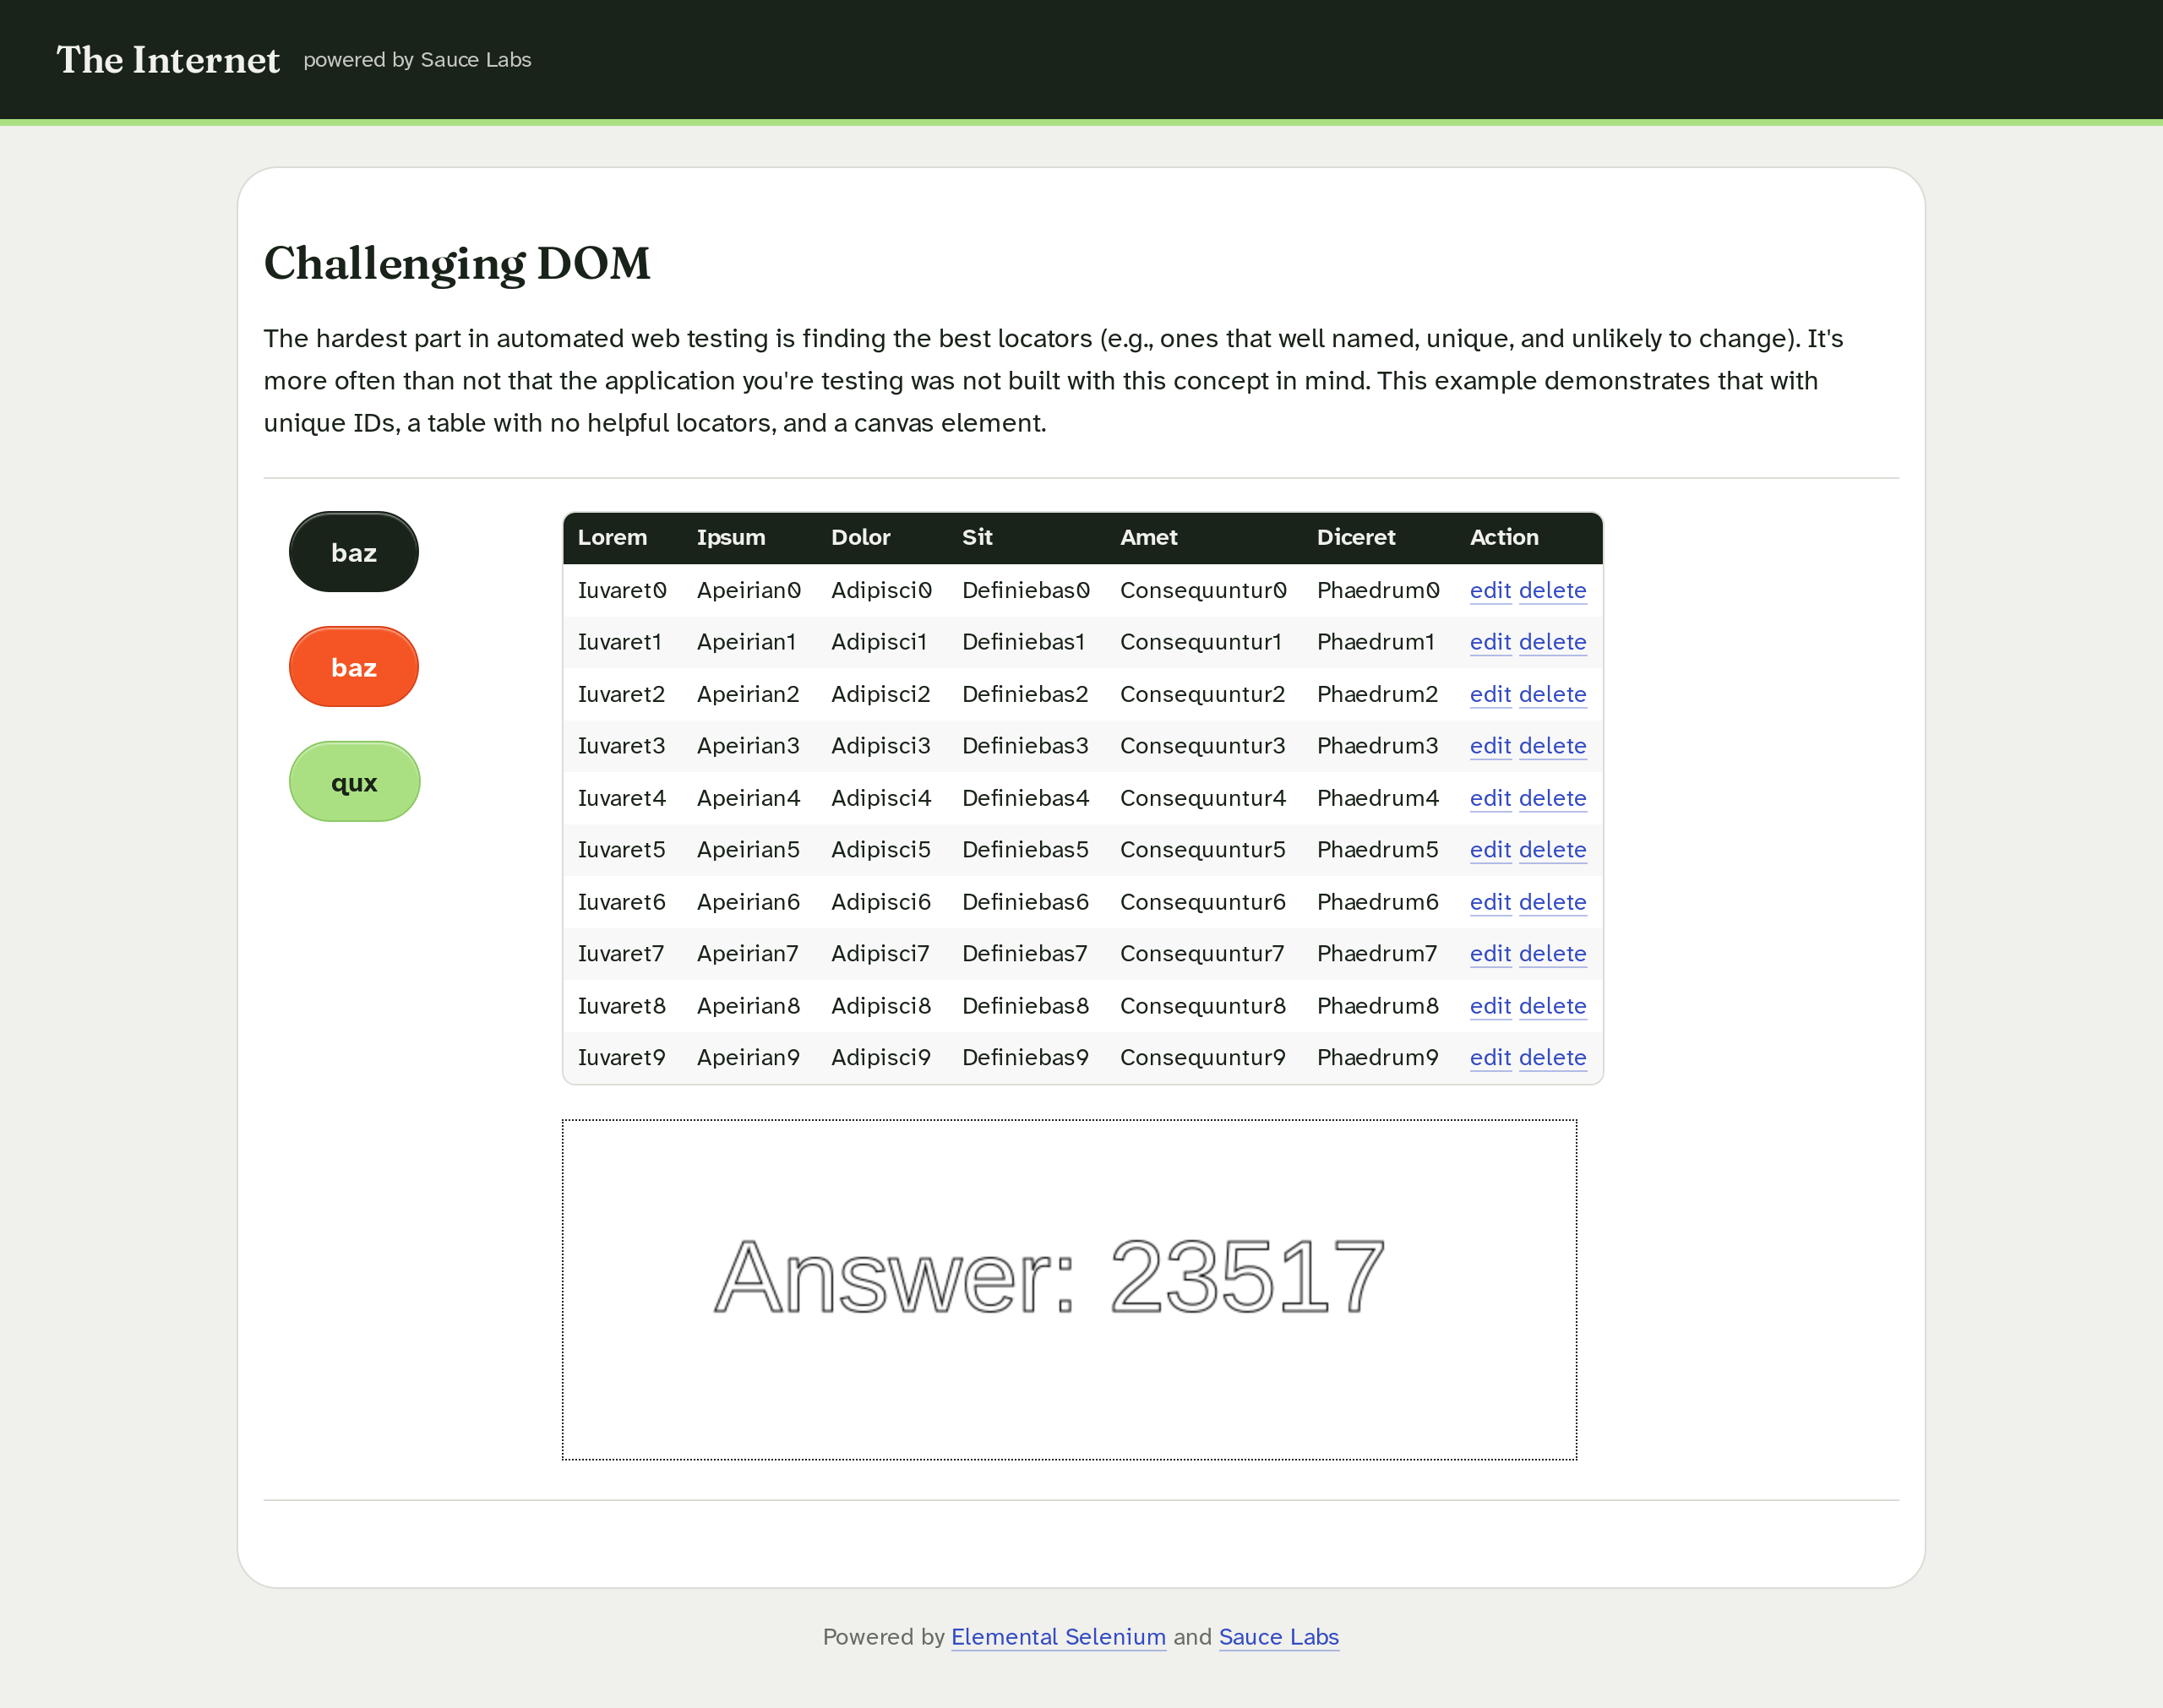 The Internet powered by Sauce Labs
Challenging DOM
The hardest part in automated web testing is finding the best locators (e.g., ones that well named, unique, and unlikely to change). It's
more often than not that the application you're testing was not built with this concept in mind. This example demonstrates that with
unique IDs, a table with no helpful locators, and a canvas element.
baz
baz
qux
Lorem Ipsum Dolor Sit Amet Diceret Action
Iuvaret0 Apeirian0 Adipisci0 Definiebas0 Consequuntur0 Phaedrum0 edit delete
Iuvaret1 Apeirian1 Adipisci1 Definiebas1 Consequuntur1 Phaedrum1 edit delete
Iuvaret2 Apeirian2 Adipisci2 Definiebas2 Consequuntur2 Phaedrum2 edit delete
Iuvaret3 Apeirian3 Adipisci3 Definiebas3 Consequuntur3 Phaedrum3 edit delete
Iuvaret4 Apeirian4 Adipisci4 Definiebas4 Consequuntur4 Phaedrum4 edit delete
Iuvaret5 Apeirian5 Adipisci5 Definiebas5 Consequuntur5 Phaedrum5 edit delete
Iuvaret6 Apeirian6 Adipisci6 Definiebas6 Consequuntur6 Phaedrum6 edit delete
Iuvaret7 Apeirian7 Adipisci7 Definiebas7 Consequuntur7 Phaedrum7 edit delete
Iuvaret8 Apeirian8 Adipisci8 Definiebas8 Consequuntur8 Phaedrum8 edit delete
Iuvaret9 Apeirian9 Adipisci9 Definiebas9 Consequuntur9 Phaedrum9 edit delete
Answer: 23517
Powered by Elemental Selenium and Sauce Labs